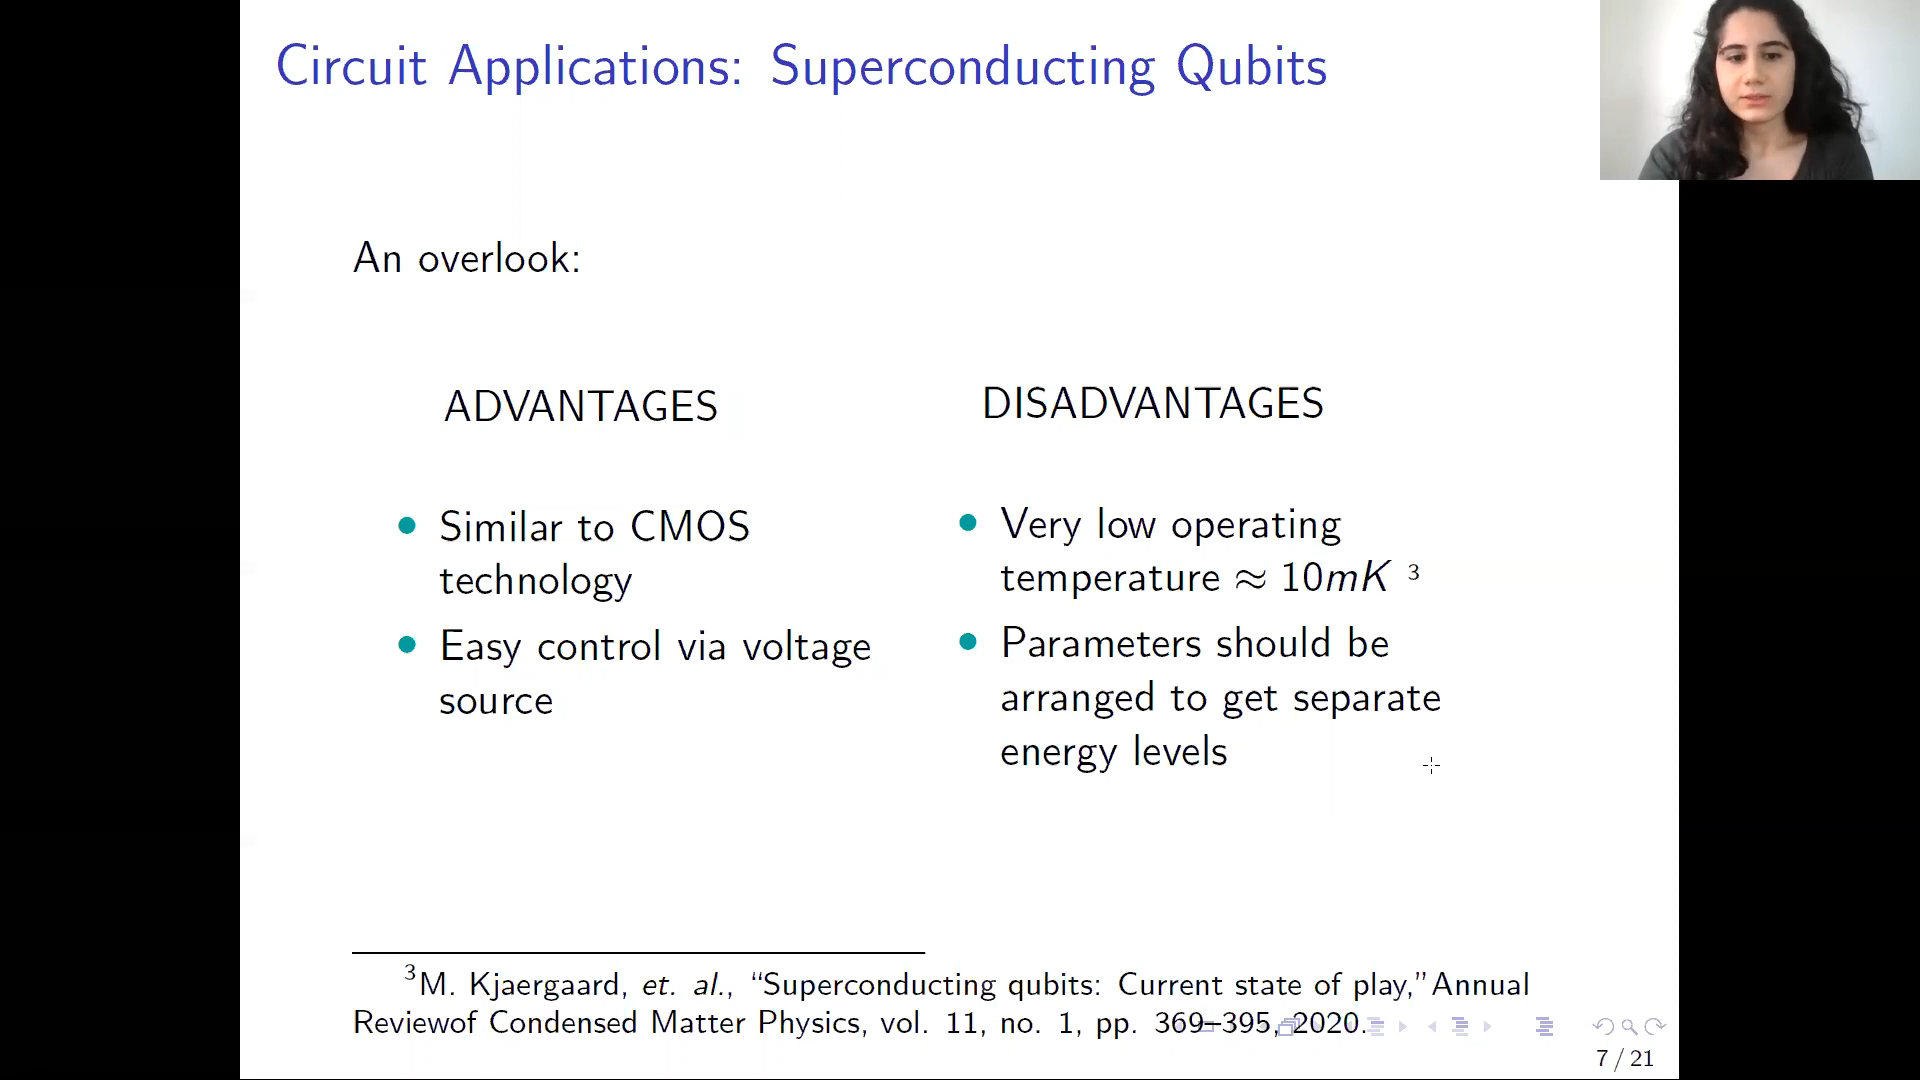 Circuit Applications: Superconducting Qubits
An overlook:
ADVANTAGES
• Similar to CMOS
technology
• Easy control via voltage
source
DISADVANTAGES
• Very low operating
temperature ≈ 10mK ³
• Parameters should be
arranged to get separate
energy levels
³M. Kjaergaard, et. al., “Superconducting qubits: Current state of play,”Annual
Reviewof Condensed Matter Physics, vol. 11, no. 1, pp. 369–395, 2020.
7 / 21